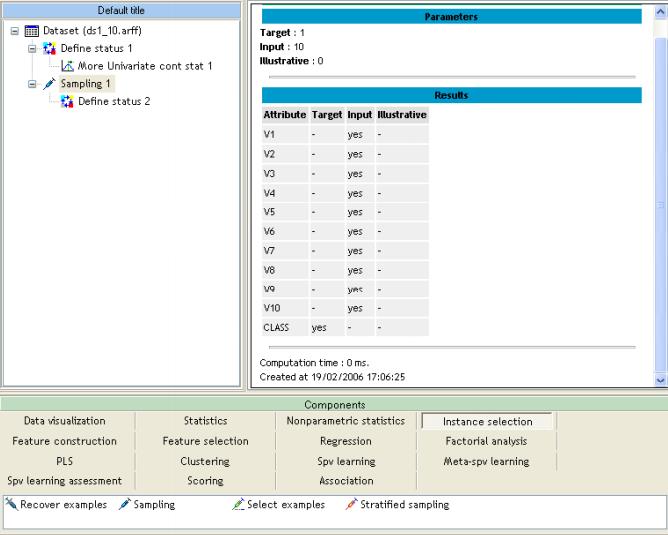 Default title
Dataset (ds1_10.arff)
Define status 1
More Univariate cont stat 1
Sampling 1
Define status 2
Parameters
Target : 1
Input : 10
Illustrative : 0
Results
Attribute Target Input Illustrative
V1 - yes -
V2 - yes -
V3 - yes -
V4 - yes -
V5 - yes -
V6 - yes -
V7 - yes -
V8 - yes -
V9 - yes -
V10 - yes -
CLASS yes - -
Computation time : 0 ms.
Created at 19/02/2006 17:06:25
Components
Data visualization Statistics Nonparametric statistics Instance selection
Feature construction Feature selection Regression Factorial analysis
PLS Clustering Spv learning Meta-spv learning
Spv learning assessment Scoring Association
Recover examples Sampling Select examples Stratified sampling